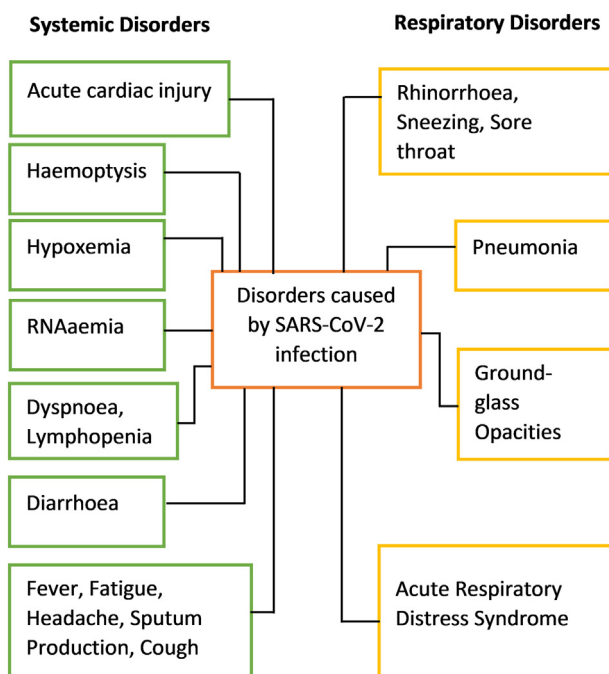 Systemic Disorders
Acute cardiac injury
Haemoptysis
Hypoxemia
RNAaemia
Dyspnoea,
Lymphopenia
Diarrhoea
Fever, Fatigue,
Headache, Sputum
Production, Cough
Disorders caused
by SARS-CoV-2
infection
Respiratory Disorders
Rhinorrhoea,
Sneezing, Sore
throat
Pneumonia
Ground-
glass
Opacities
Acute Respiratory
Distress Syndrome